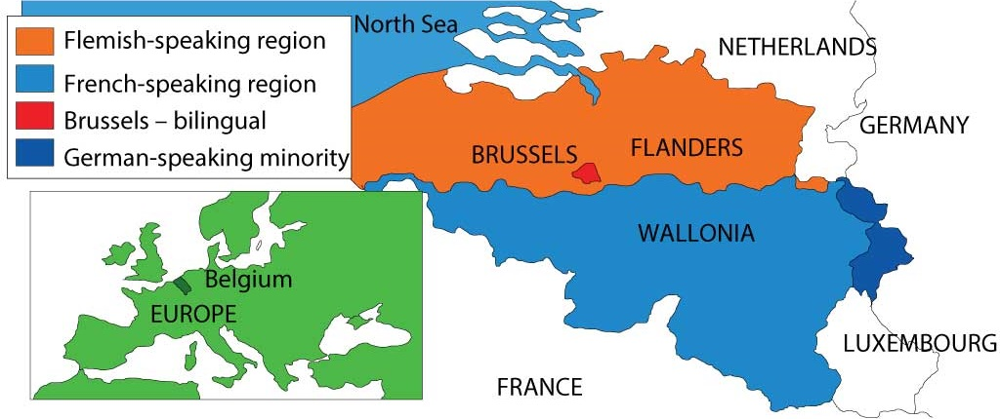 North Sea
Flemish-speaking region
French-speaking region
Brussels – bilingual
German-speaking minority
NETHERLANDS
GERMANY
BRUSSELS
FLANDERS
WALLONIA
Belgium
EUROPE
LUXEMBOURG
FRANCE